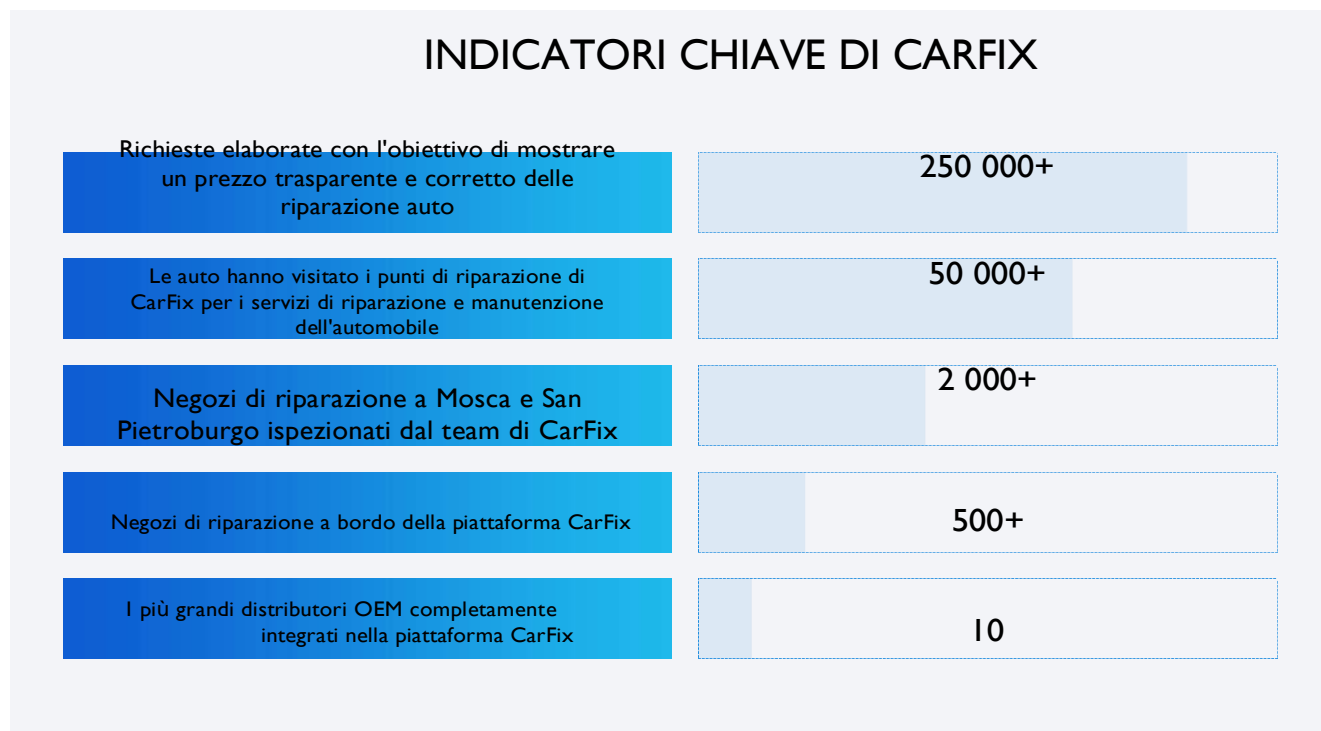 INDICATORI CHIAVE DI CARFIX
Richieste elaborate con l'obiettivo di mostrare
un prezzo trasparente e corretto delle
riparazione auto
250 000+
Le auto hanno visitato i punti di riparazione di
CarFix per i servizi di riparazione e manutenzione
dell'automobile
50 000+
Negozi di riparazione a Mosca e San
Pietroburgo ispezionati dal team di CarFix
2 000+
Negozi di riparazione a bordo della piattaforma CarFix
500+
I più grandi distributori OEM completamente
integrati nella piattaforma CarFix
10